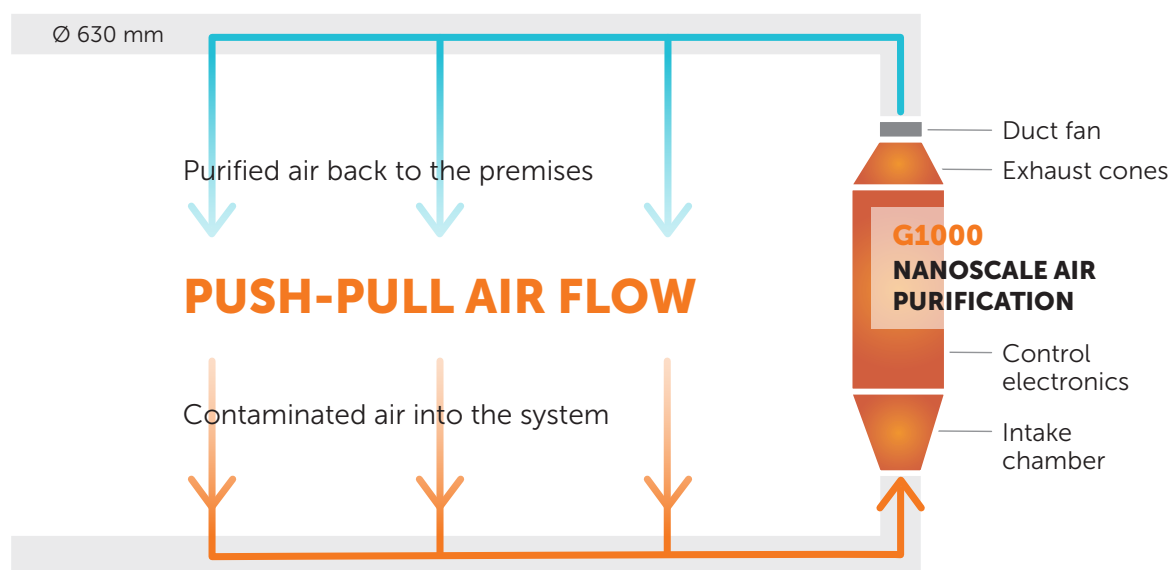 Ø 630 mm
Duct fan
Purified air back to the premises
Exhaust cones
G1000
NANOSCALE AIR
PURIFICATION
PUSH-PULL AIR FLOW
Control
electronics
Contaminated air into the system
Intake
chamber